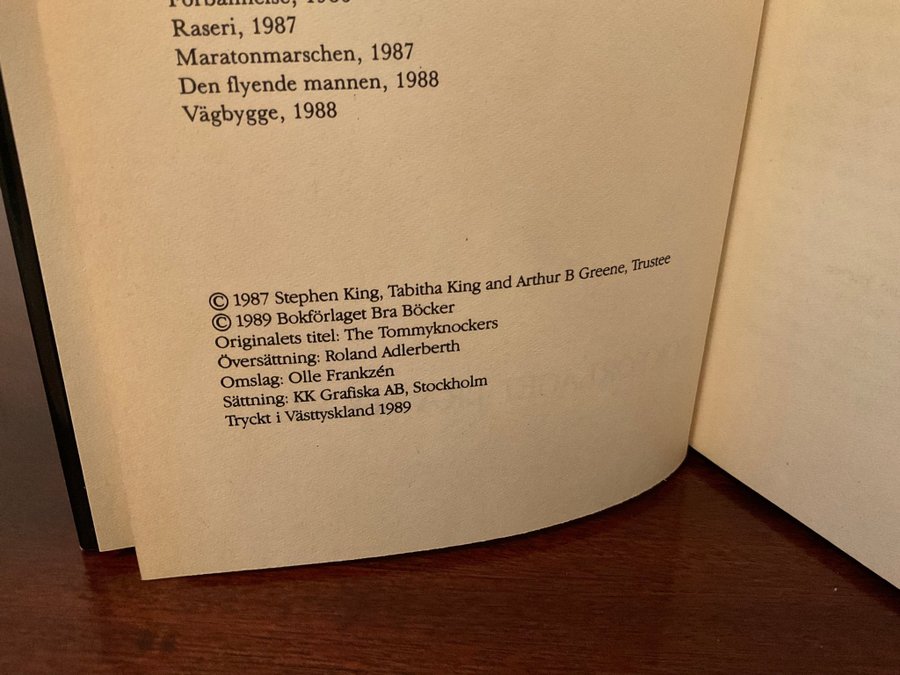 Raseri, 1987
Maratonmarschen, 1987
Den flyende mannen, 1988
Vägbygge, 1988
© 1987 Stephen King, Tabitha King and Arthur B Greene, Trustee
© 1989 Bokförlaget Bra Böcker
Originalets titel: The Tommyknockers
Översättning: Roland Adlerberth
Omslag: Olle Frankzén
Sättning: KK Grafiska AB, Stockholm
Tryckt i Västtyskland 1989